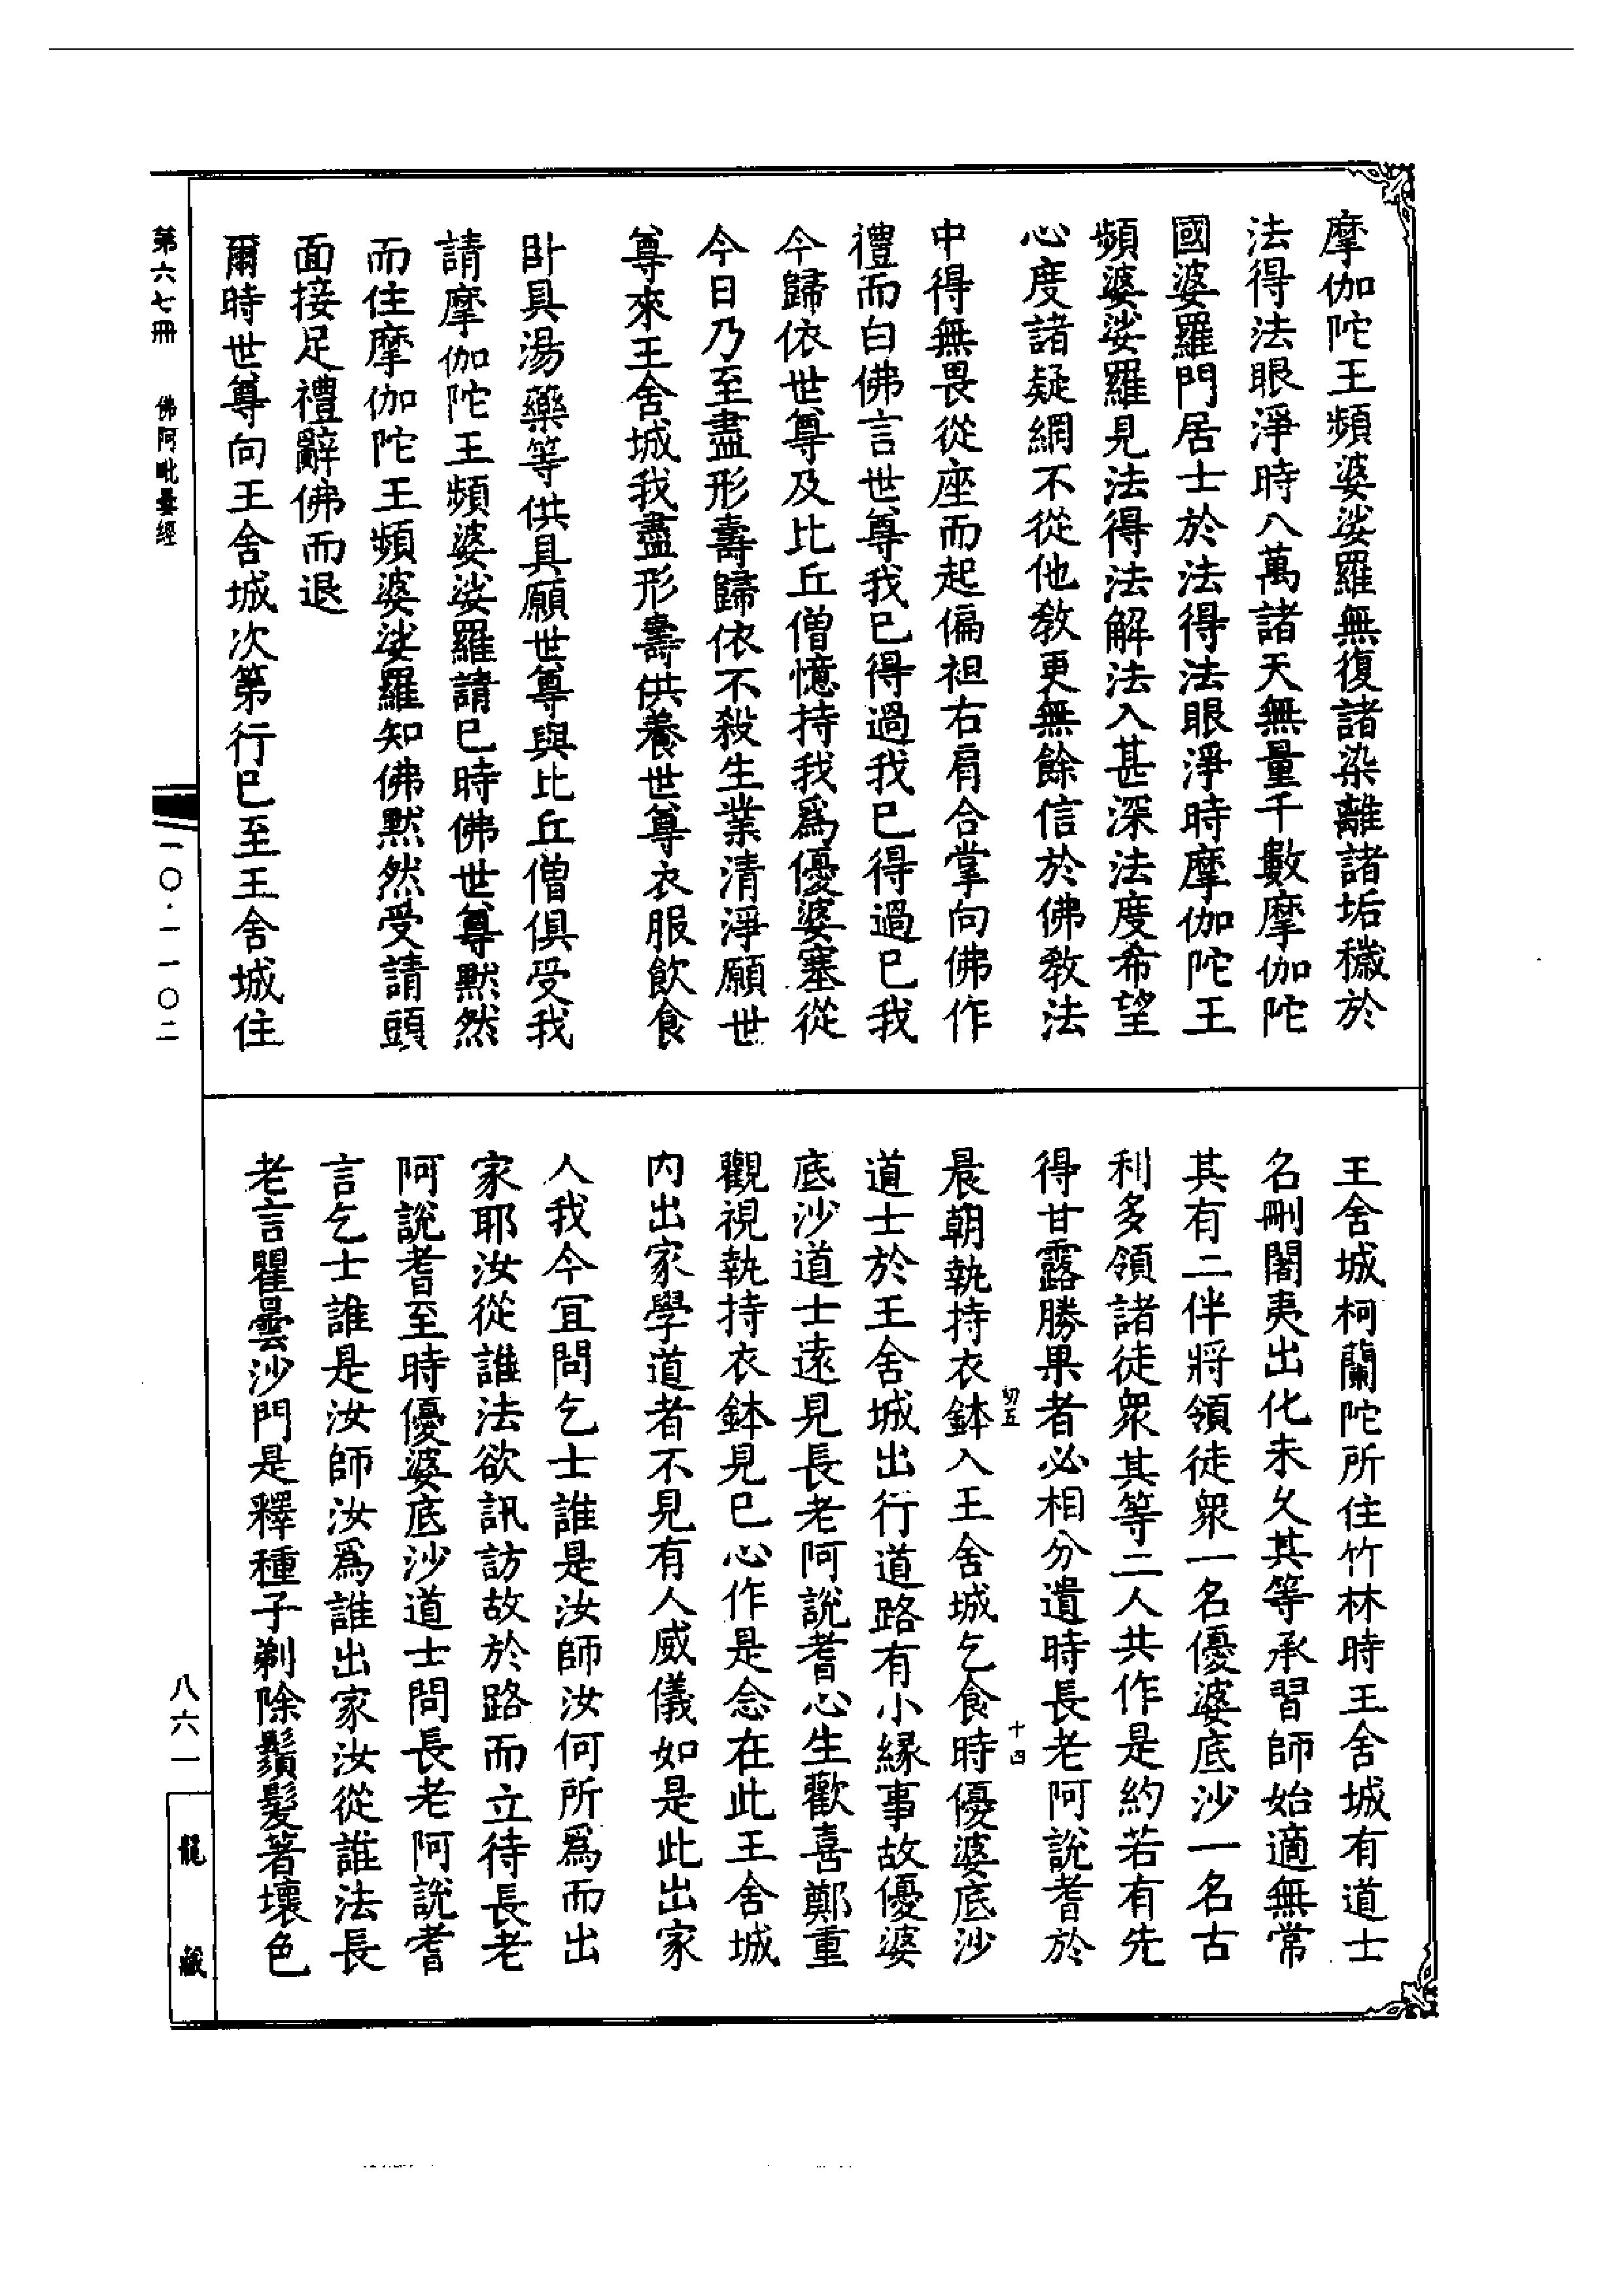 摩伽陀王頻婆娑羅無復諸染離諸垢穢於
法得法眼淨時八萬諸天無量千數摩伽陀
國婆羅門居士於法得法眼淨時摩伽陀王
頻婆娑羅見法得法解法入甚深法度希望
心度諸疑網不從他教更無餘信於佛教法
中得無畏從座而起偏袒右肩合掌向佛作
禮而白佛言世尊我已得過我已得過已我
今歸依世尊及比丘僧憶持我爲優婆塞從
今日乃至盡形壽歸依不殺生業清淨願世
尊來王舍城我盡形壽供養世尊衣服飲食
卧具湯藥等供具願世尊與比丘僧俱受我
請摩伽陀王頻婆娑羅請已時佛世尊默然
而住摩伽陀王頻婆娑羅知佛默然受請頭
面接足禮辭佛而退
爾時世尊向王舍城次第行已至王舍城住
王舍城柯蘭陀所住竹林時王舍城有道士
名刪闍夷出化未久其等承習師始適無常
其有二伴將領徒衆一名優婆底沙一名古
利多領諸徒衆其等二人共作是約若有先
得甘露勝果者必相分遺時長老阿說耆於
切五
十四
晨朝執持衣鉢入王舍城乞食時優婆底沙
道士於王舍城出行道路有小緣事故優婆
底沙道士遠見長老阿說耆心生歡喜鄭重
觀視執持衣鉢見已心作是念在此王舍城
内出家學道者不見有人威儀如是此出家
人我今宜問乞士誰是汝師汝何所爲而出
家耶汝從誰法欲訊訪故於路而立待長老
阿說耆至時優婆底沙道士問長老阿說耆
言乞士誰是汝師汝爲誰出家汝從誰法長
老言瞿曇沙門是釋種子剃除鬚髮著壞色
第六七冊 佛阿毗曇經
一〇·一一〇二
八六一
龍藏